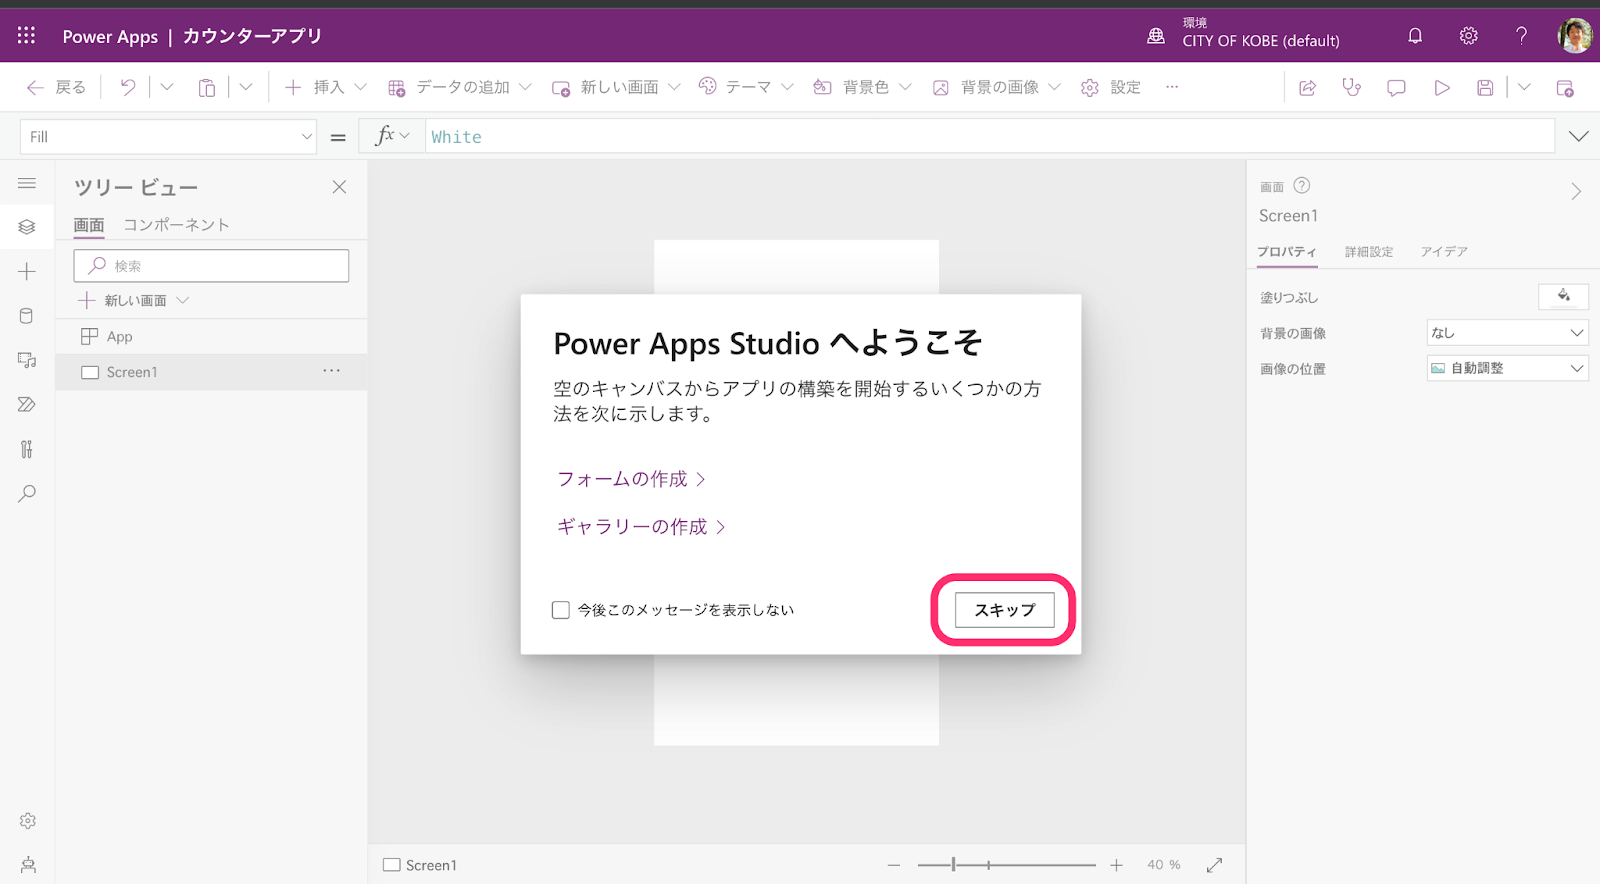 Power Apps | カウンターアプリ
環境
CITY OF KOBE (default)
戻る 挿入 データの追加 新しい画面 テーマ 背景色 背景の画像 設定 ...
Fill = fx White
ツリー ビュー
画面 コンポーネント
検索
新しい画面
App
Screen1 ...
Power Apps Studio へようこそ
空のキャンバスからアプリの構築を開始するいくつかの方
法を次に示します。
フォームの作成
ギャラリーの作成
今後このメッセージを表示しない スキップ
画面
Screen1
プロパティ 詳細設定 アイデア
塗りつぶし
背景の画像 なし
画像の位置 自動調整
Screen1 40 %